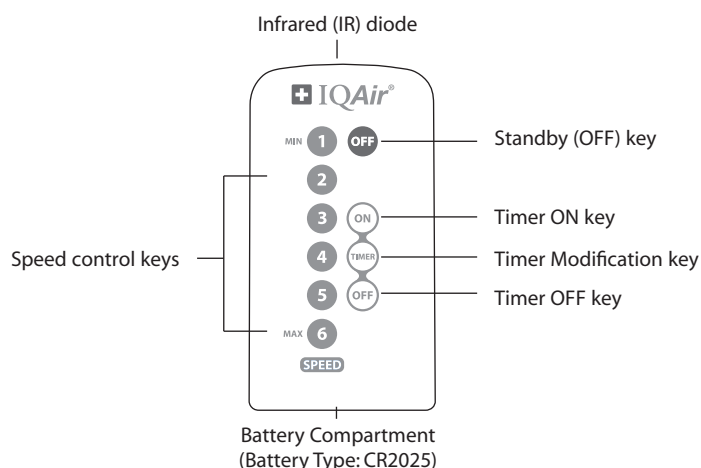 Infrared (IR) diode
IQAir®
MIN 1 OFF
Standby (OFF) key
2
3 ON
Timer ON key
Speed control keys
4 TIMER
Timer Modification key
5 OFF
Timer OFF key
MAX 6
SPEED
Battery Compartment
(Battery Type: CR2025)